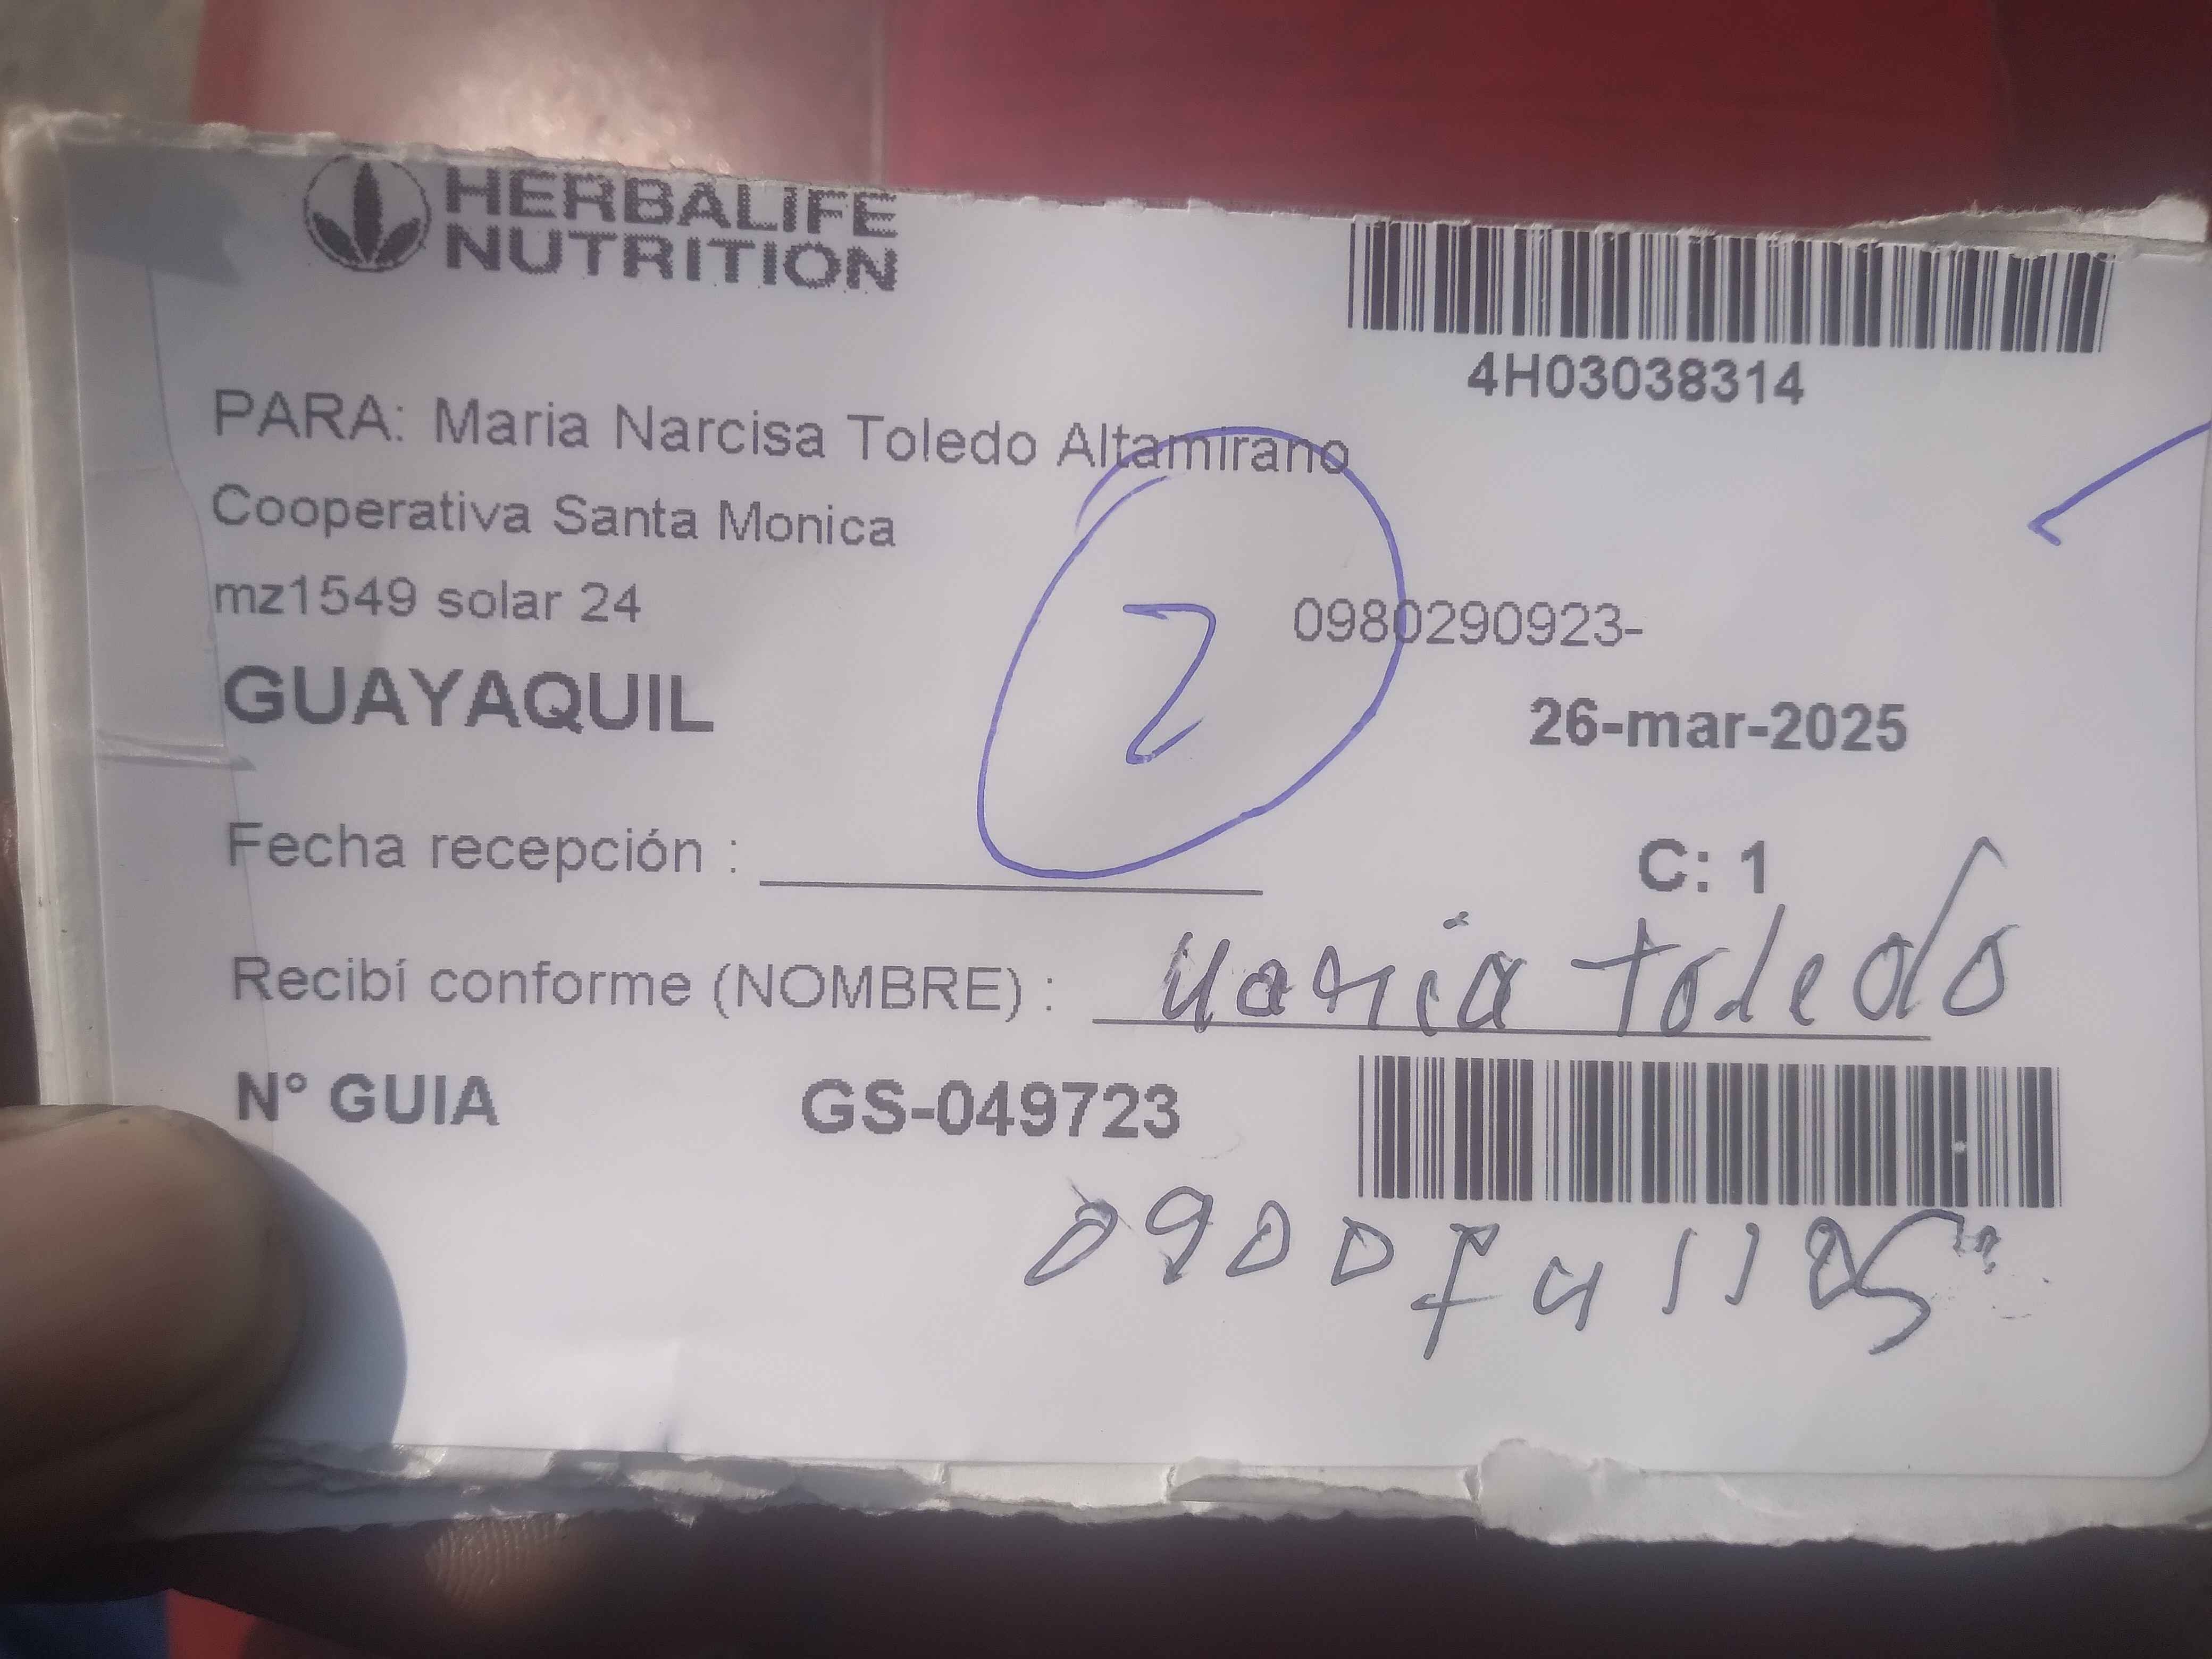 HERBALIFE
NUTRITION
4H03038314
PARA: Maria Narcisa Toledo Altamirano
Cooperativa Santa Monica
mz1549 solar 24
2
0980290923-
GUAYAQUIL
26-mar-2025
Fecha recepción :
C: 1
Recibí conforme (NOMBRE) : Maria Toledo
N° GUIA GS-049723